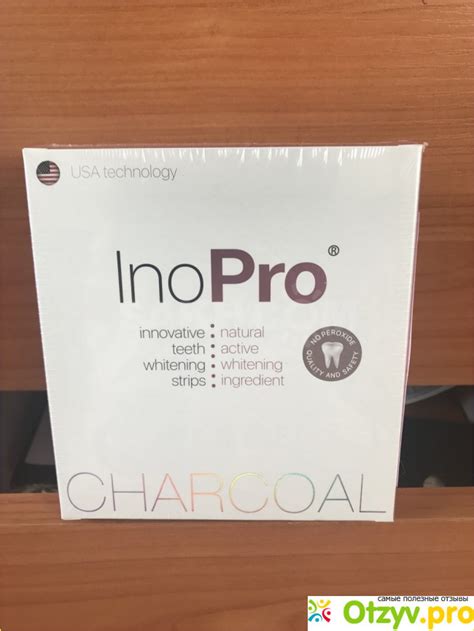 USA technology
InoPro®
innovative : natural
teeth : active
whitening : whitening
strips : ingredient
NO PEROXIDE
QUALITY AND SAFETY
CHARCOAL
самые полезные отзывы
Otzyv.pro